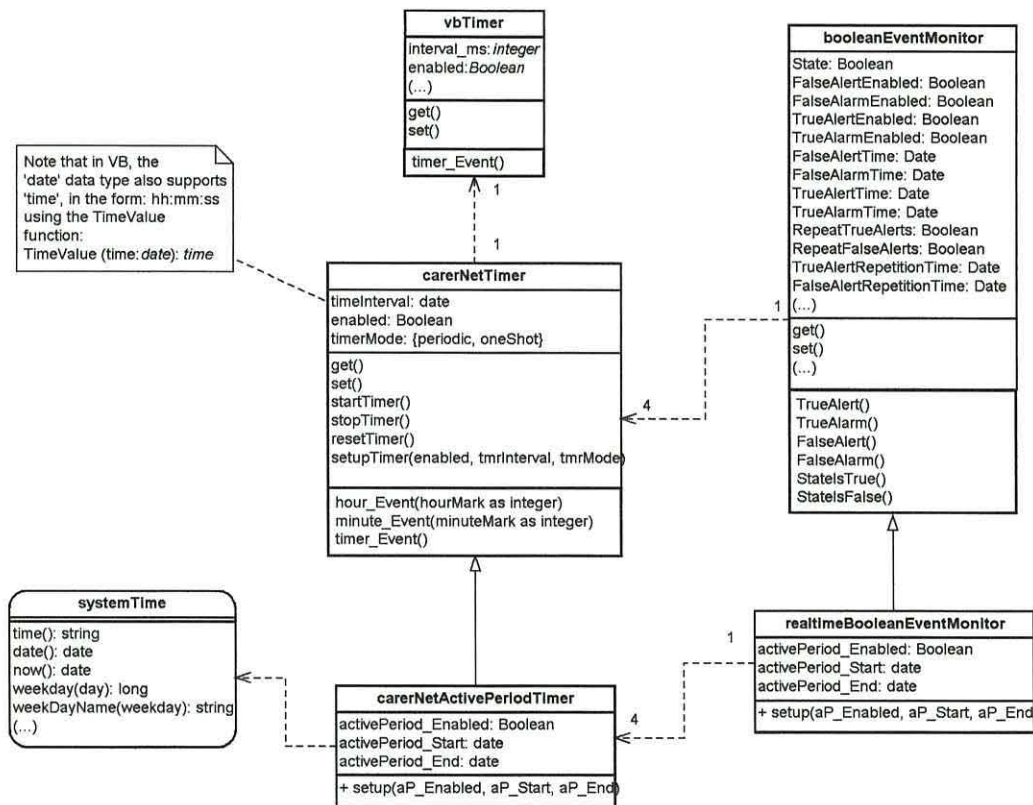 vbTimer
interval_ms: integer
enabled:Boolean
(...)
get()
set()
timer_Event()
1
1
Note that in VB, the
'date' data type also supports
'time', in the form: hh:mm:ss
using the TimeValue
function:
TimeValue (time:date): time
carerNetTimer
timeInterval: date
enabled: Boolean
timerMode: {periodic, oneShot}
get()
set()
startTimer()
stopTimer()
resetTimer()
setupTimer(enabled, tmrInterval, tmrMode)
hour_Event(hourMark as integer)
minute_Event(minuteMark as integer)
timer_Event()
booleanEventMonitor
State: Boolean
FalseAlertEnabled: Boolean
FalseAlarmEnabled: Boolean
TrueAlertEnabled: Boolean
TrueAlarmEnabled: Boolean
FalseAlertTime: Date
FalseAlarmTime: Date
TrueAlertTime: Date
TrueAlarmTime: Date
RepeatTrueAlerts: Boolean
RepeatFalseAlerts: Boolean
TrueAlertRepetitionTime: Date
FalseAlertRepetitionTime: Date
(...)
get()
set()
(...)
TrueAlert()
TrueAlarm()
FalseAlert()
FalseAlarm()
StateIsTrue()
StateIsFalse()
1
4
systemTime
time(): string
date(): date
now(): date
weekday(day): long
weekDayName(weekday): string
(...)
carerNetActivePeriodTimer
activePeriod_Enabled: Boolean
activePeriod_Start: date
activePeriod_End: date
+ setup(aP_Enabled, aP_Start, aP_End)
realtimeBooleanEventMonitor
activePeriod_Enabled: Boolean
activePeriod_Start: date
activePeriod_End: date
+ setup(aP_Enabled, aP_Start, aP_End
1
4